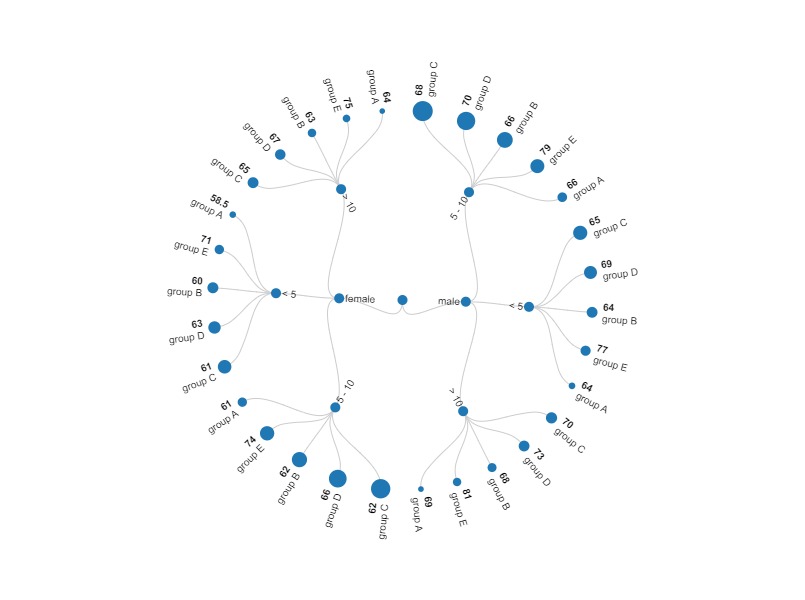 female
> 10
64
group A
75
group E
63
group B
67
group D
65
group C
< 5
58.5
group A
71
group E
60
group B
63
group D
61
group C
5 - 10
61
group A
74
group E
62
group B
66
group D
62
group C
male
5 - 10
68
group C
70
group D
66
group B
79
group E
66
group A
< 5
65
group C
69
group D
64
group B
77
group E
64
group A
> 10
70
group C
73
group D
68
group B
81
group E
69
group A